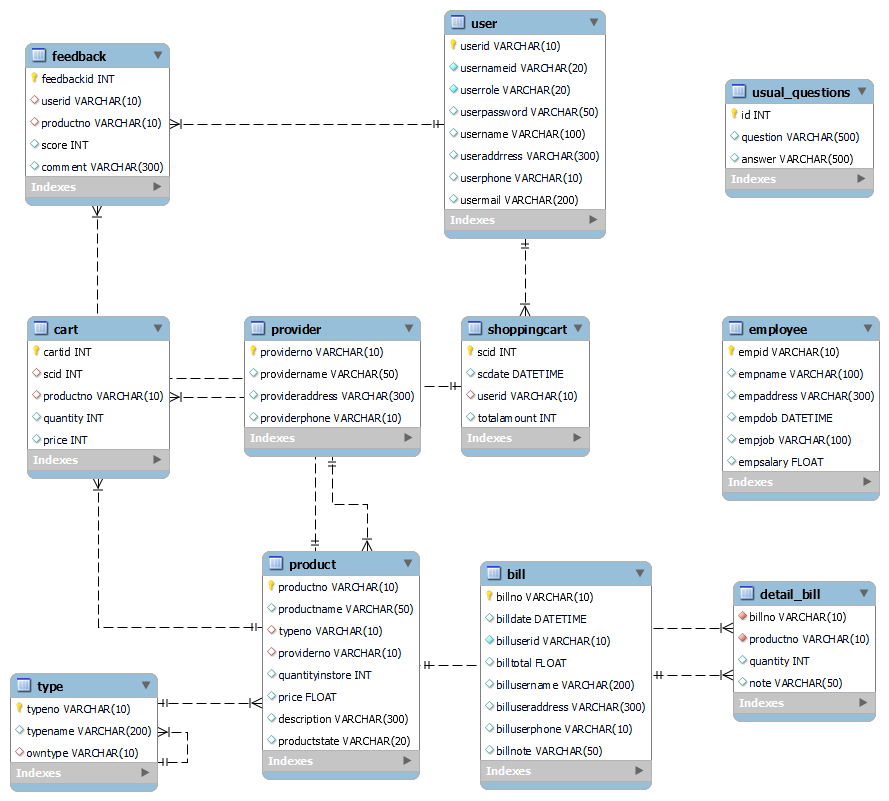 feedback
feedbackid INT
userid VARCHAR(10)
productno VARCHAR(10)
score INT
comment VARCHAR(300)
Indexes
user
userid VARCHAR(10)
usernameid VARCHAR(20)
userrole VARCHAR(20)
userpassword VARCHAR(50)
username VARCHAR(100)
useraddrress VARCHAR(300)
userphone VARCHAR(10)
usermail VARCHAR(200)
Indexes
usual_questions
id INT
question VARCHAR(500)
answer VARCHAR(500)
Indexes
cart
cartid INT
scid INT
productno VARCHAR(10)
quantity INT
price INT
Indexes
provider
providerno VARCHAR(10)
providername VARCHAR(50)
provideraddress VARCHAR(300)
providerphone VARCHAR(10)
Indexes
shoppingcart
scid INT
scdate DATETIME
userid VARCHAR(10)
totalamount INT
Indexes
employee
empid VARCHAR(10)
empname VARCHAR(100)
empaddress VARCHAR(300)
empdob DATETIME
empjob VARCHAR(100)
empsalary FLOAT
Indexes
product
productno VARCHAR(10)
productname VARCHAR(50)
typeno VARCHAR(10)
providerno VARCHAR(10)
quantityinstore INT
price FLOAT
description VARCHAR(300)
productstate VARCHAR(20)
Indexes
bill
billno VARCHAR(10)
billdate DATETIME
billuserid VARCHAR(10)
billtotal FLOAT
billusername VARCHAR(200)
billuseraddress VARCHAR(300)
billuserphone VARCHAR(10)
billnote VARCHAR(50)
Indexes
detail_bill
billno VARCHAR(10)
productno VARCHAR(10)
quantity INT
note VARCHAR(50)
Indexes
type
typeno VARCHAR(10)
typename VARCHAR(200)
owntype VARCHAR(10)
Indexes